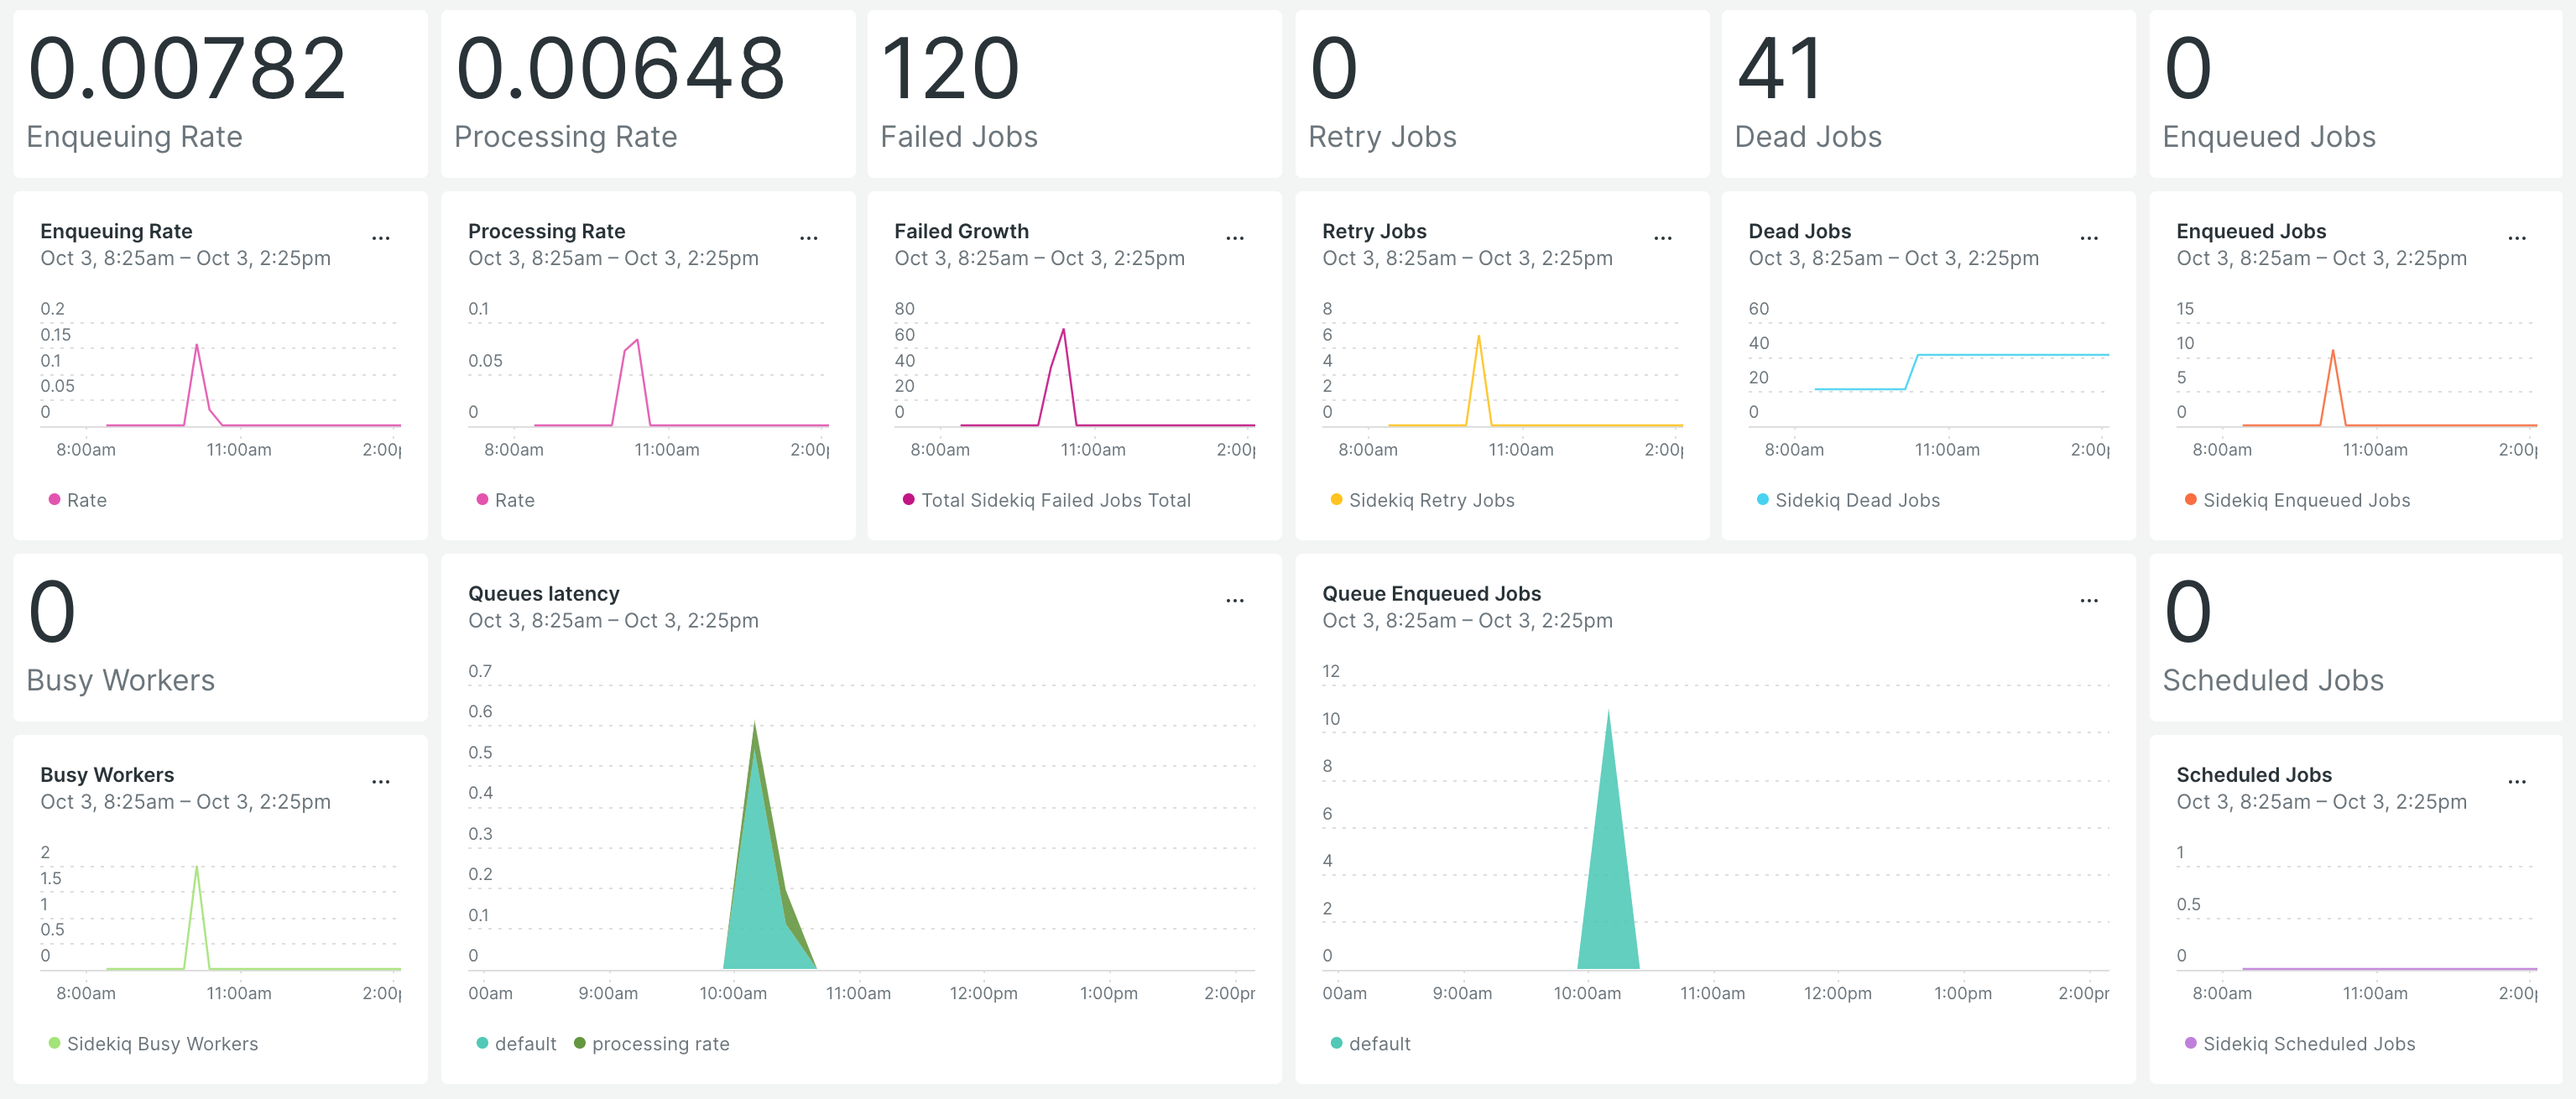 0.00782
Enqueuing Rate
0.00648
Processing Rate
120
Failed Jobs
0
Retry Jobs
41
Dead Jobs
0
Enqueued Jobs
Enqueuing Rate
...
Oct 3, 8:25am – Oct 3, 2:25pm
0.2
0.15
0.1
0.05
0
8:00am 11:00am 2:00p
Rate
Processing Rate
...
Oct 3, 8:25am – Oct 3, 2:25pm
0.1
0.05
0
8:00am 11:00am 2:00p
Rate
Failed Growth
...
Oct 3, 8:25am – Oct 3, 2:25pm
80
60
40
20
0
8:00am 11:00am 2:00p
Total Sidekiq Failed Jobs Total
Retry Jobs
...
Oct 3, 8:25am – Oct 3, 2:25pm
8
6
4
2
0
8:00am 11:00am 2:00p
Sidekiq Retry Jobs
Dead Jobs
...
Oct 3, 8:25am – Oct 3, 2:25pm
60
40
20
0
8:00am 11:00am 2:00p
Sidekiq Dead Jobs
Enqueued Jobs
...
Oct 3, 8:25am – Oct 3, 2:25pm
15
10
5
0
8:00am 11:00am 2:00p
Sidekiq Enqueued Jobs
0
Busy Workers
Busy Workers
...
Oct 3, 8:25am – Oct 3, 2:25pm
2
1.5
1
0.5
0
8:00am 11:00am 2:00p
Sidekiq Busy Workers
Queues latency
...
Oct 3, 8:25am – Oct 3, 2:25pm
0.7
0.6
0.5
0.4
0.3
0.2
0.1
0
00am 9:00am 10:00am 11:00am 12:00pm 1:00pm 2:00pr
default processing rate
Queue Enqueued Jobs
...
Oct 3, 8:25am – Oct 3, 2:25pm
12
10
8
6
4
2
0
00am 9:00am 10:00am 11:00am 12:00pm 1:00pm 2:00pr
default
0
Scheduled Jobs
Scheduled Jobs
...
Oct 3, 8:25am – Oct 3, 2:25pm
1
0.5
0
8:00am 11:00am 2:00p
Sidekiq Scheduled Jobs